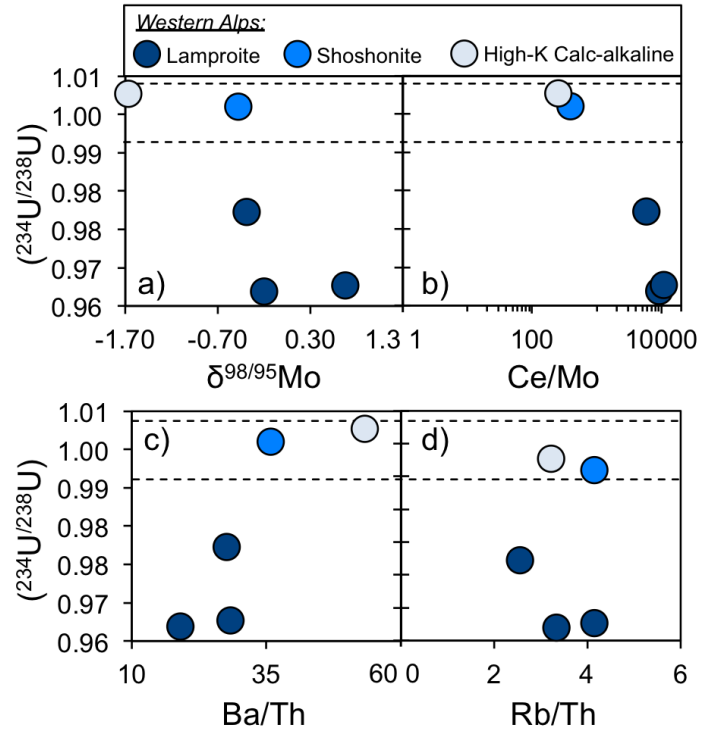 Western Alps:
Lamproite Shoshonite High-K Calc-alkaline
1.01
1.00
0.99
0.98
0.98
0.97
0.96
(²³⁴U/²³⁸U)
a) b)
-1.70 -0.70 0.30 1.3 1 100 10000
δ⁹⁸/⁹⁵Mo Ce/Mo
1.01
1.00
0.99
0.98
0.98
0.97
0.96
(²³⁴U/²³⁸U)
c) d)
10 35 60 0 2 4 6
Ba/Th Rb/Th